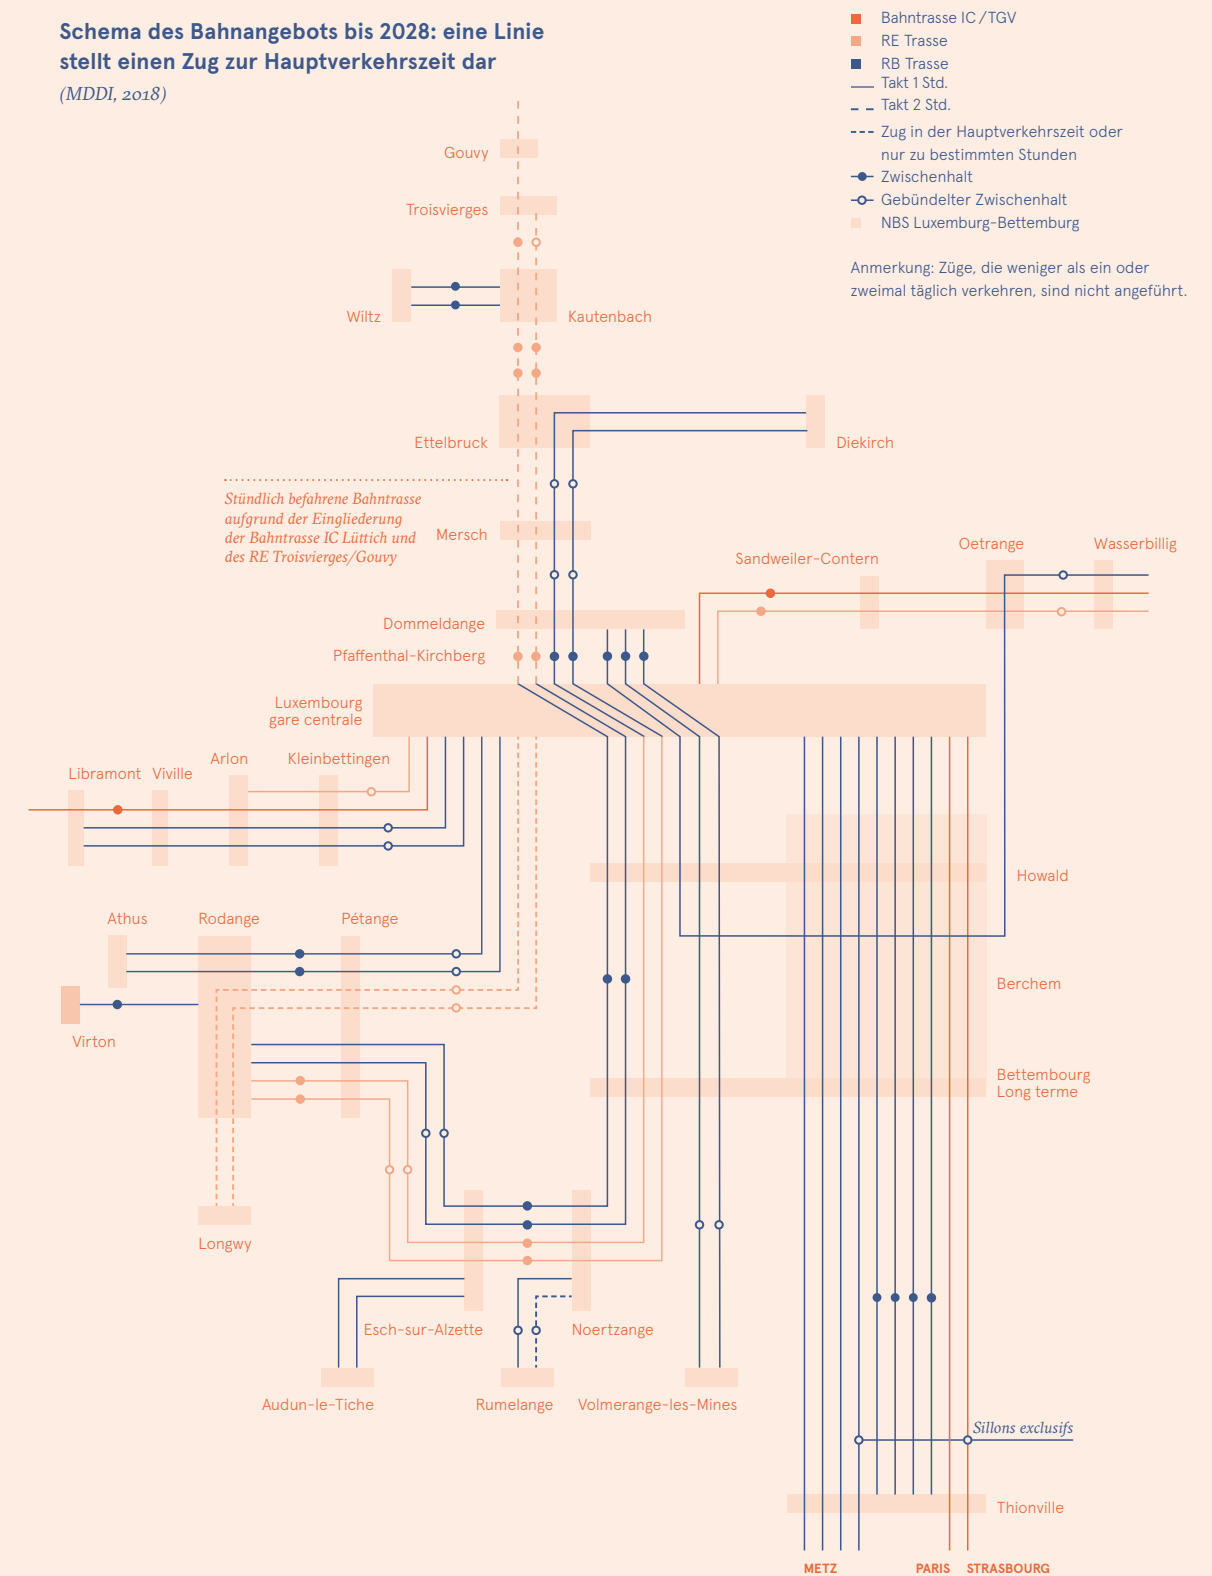 Schema des Bahnangebots bis 2028: eine Linie
stellt einen Zug zur Hauptverkehrszeit dar
(MDDI, 2018)
Bahntrasse IC/TGV
RE Trasse
RB Trasse
Takt 1 Std.
Takt 2 Std.
Zug in der Hauptverkehrszeit oder
nur zu bestimmten Stunden
Zwischenhalt
Gebündelter Zwischenhalt
NBS Luxemburg-Bettemburg
Anmerkung: Züge, die weniger als ein oder
zweimal täglich verkehren, sind nicht angeführt.
Gouvy
Troisvierges
Wiltz
Kautenbach
Ettelbruck
Diekirch
Stündlich befahrene Bahntrasse
aufgrund der Eingliederung
der Bahntrasse IC Lüttich und
des RE Troisvierges/Gouvy
Mersch
Sandweiler-Contern
Oetrange
Wasserbillig
Dommeldange
Pfaffenthal-Kirchberg
Luxembourg
gare centrale
Libramont
Viville
Arlon
Kleinbettingen
Howald
Athus
Rodange
Pétange
Berchem
Virton
Bettembourg
Long terme
Longwy
Esch-sur-Alzette
Noertzange
Audun-le-Tiche
Rumelange
Volmerange-les-Mines
Sillons exclusifs
Thionville
METZ
PARIS
STRASBOURG